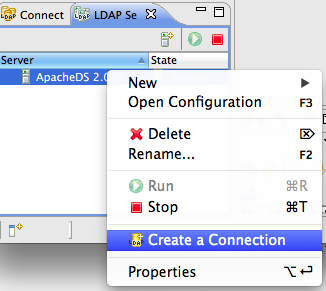 Connect LDAP Se
Server State
ApacheDS 2.0
New
Open Configuration F3
Delete ⌦
Rename... F2
Run ⌘R
Stop ⌘T
LDAP Create a Connection
Properties ⌥⏎